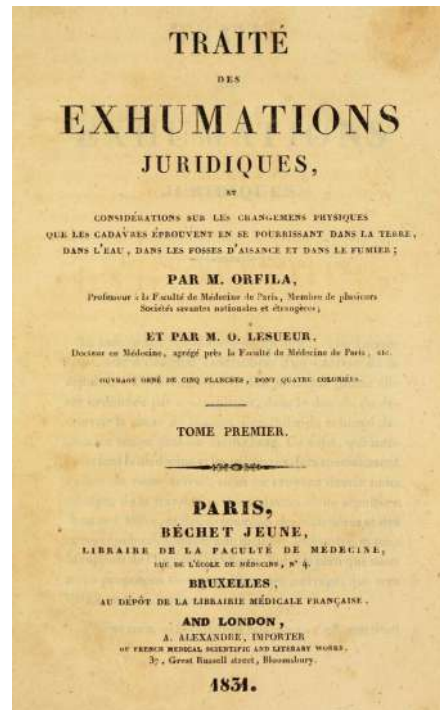 TRAITÉ
DES
EXHUMATIONS
JURIDIQUES,
ET
CONSIDÉRATIONS SUR LES CHANGEMENS PHYSIQUES
QUE LES CADAVRES ÉPROUVENT EN SE POURRISSANT DANS LA TERRE,
DANS L'EAU, DANS LES FOSSES D'AISANCE ET DANS LE FUMIER;
PAR M. ORFILA,
Professeur à la Faculté de Médecine de Paris, Membre de plusieurs
Sociétés savantes nationales et étrangères;
ET PAR M. O. LESUEUR,
Docteur en Médecine, agrégé près la Faculté de Médecine de Paris, etc.
OUVRAGE ORNÉ DE CINQ PLANCHES, DONT QUATRE COLORIÉES.
TOME PREMIER.
PARIS,
BÉCHET JEUNE,
LIBRAIRE DE LA FACULTÉ DE MÉDECINE,
RUE DE L'ÉCOLE DE MÉDECINE, N° 4.
BRUXELLES,
AU DÉPÔT DE LA LIBRAIRIE MÉDICALE FRANÇAISE.
AND LONDON,
A. ALEXANDRE, IMPORTER
OF FRENCH MEDICAL SCIENTIFIC AND LITERARY WORKS,
37, Great Russell street, Bloomsbury.
1831.